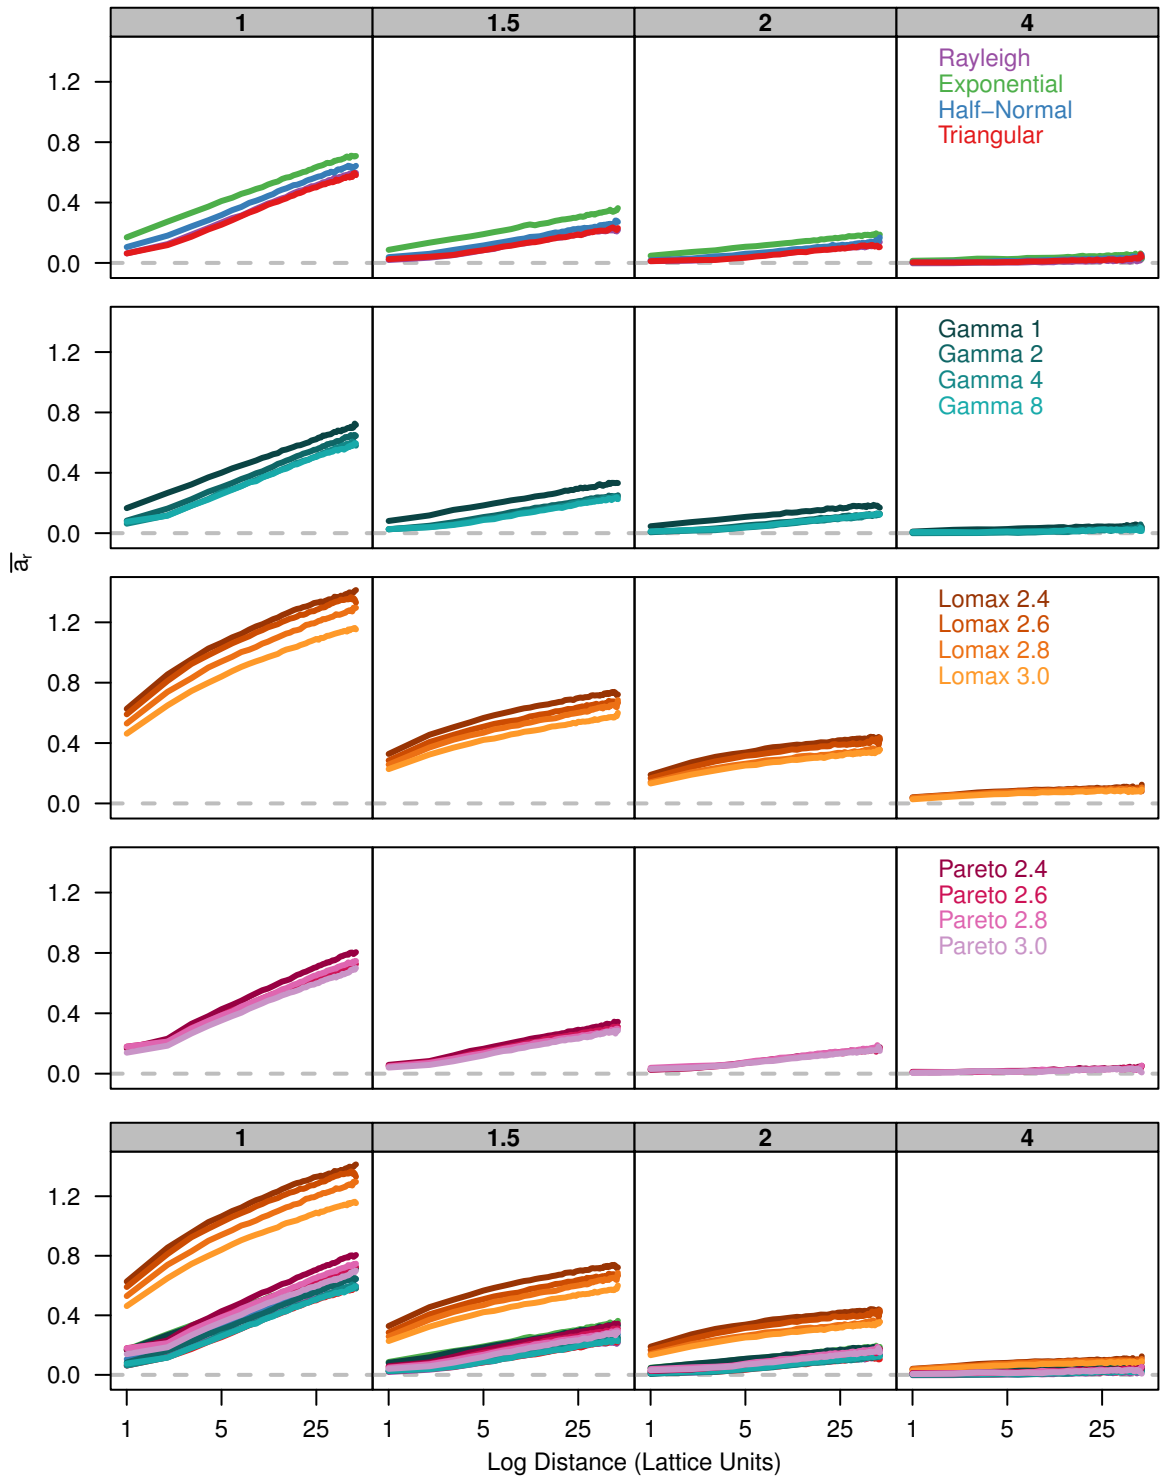 1 1.5 2 4
1.2
0.8
0.4
0.0
Rayleigh
Exponential
Half−Normal
Triangular
1.2
0.8
0.4
0.0
Gamma 1
Gamma 2
Gamma 4
Gamma 8
a̅r
1.2
0.8
0.4
0.0
Lomax 2.4
Lomax 2.6
Lomax 2.8
Lomax 3.0
1.2
0.8
0.4
0.0
Pareto 2.4
Pareto 2.6
Pareto 2.8
Pareto 3.0
1 1.5 2 4
1.2
0.8
0.4
0.0
1 5 25 1 5 25 1 5 25 1 5 25
Log Distance (Lattice Units)